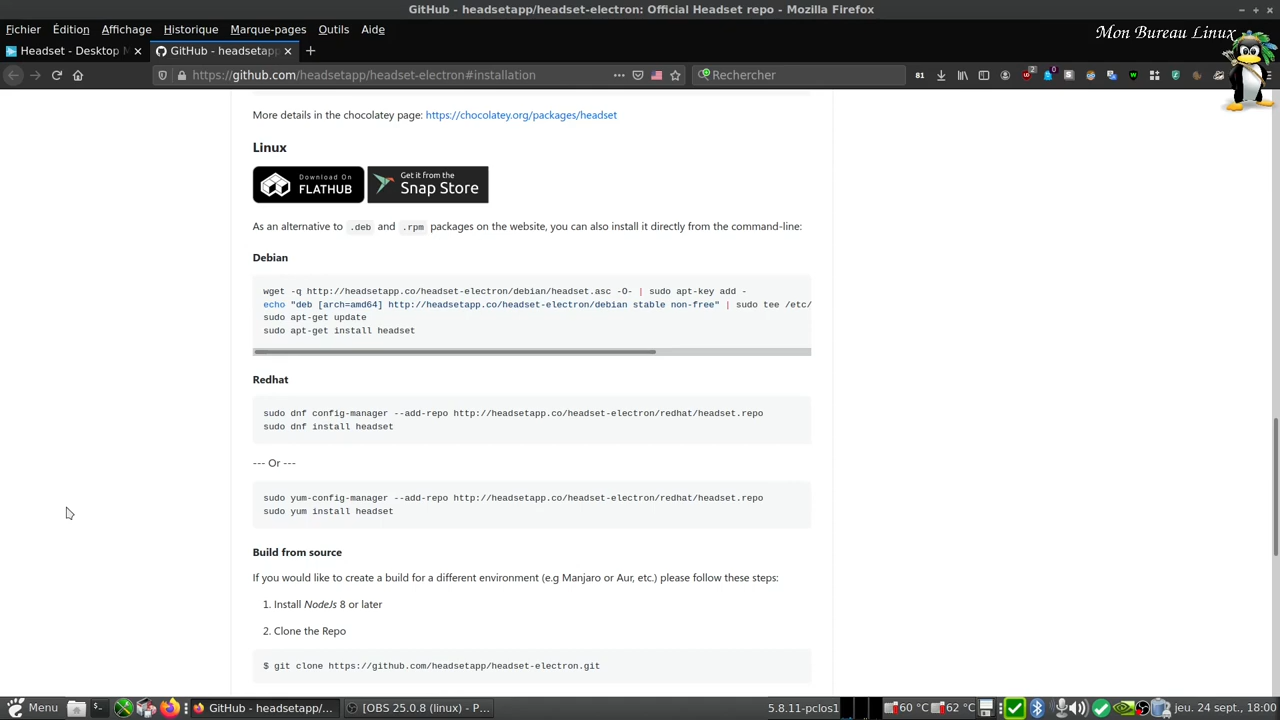 GitHub - headsetapp/headset-electron: Official Headset repo - Mozilla Firefox
Fichier Édition Affichage Historique Marque-pages Outils Aide
Mon Bureau Linux
Headset - Desktop M
GitHub - headsetapp
https://github.com/headsetapp/headset-electron#installation
Rechercher
81
2
0
More details in the chocolatey page: https://chocolatey.org/packages/headset
Linux
Download On
FLATHUB
Get it from the
Snap Store
As an alternative to .deb and .rpm packages on the website, you can also install it directly from the command-line:
Debian
wget -q http://headsetapp.co/headset-electron/debian/headset.asc -O- | sudo apt-key add -
echo "deb [arch=amd64] http://headsetapp.co/headset-electron/debian stable non-free" | sudo tee /etc/
sudo apt-get update
sudo apt-get install headset
Redhat
sudo dnf config-manager --add-repo http://headsetapp.co/headset-electron/redhat/headset.repo
sudo dnf install headset
--- Or ---
sudo yum-config-manager --add-repo http://headsetapp.co/headset-electron/redhat/headset.repo
sudo yum install headset
Build from source
If you would like to create a build for a different environment (e.g Manjaro or Aur, etc.) please follow these steps:
1. Install NodeJs 8 or later
2. Clone the Repo
$ git clone https://github.com/headsetapp/headset-electron.git
Menu
GitHub - headsetapp/...
[OBS 25.0.8 (linux) - P...
5.8.11-pclos1
60 °C
62 °C
jeu. 24 sept., 18:00